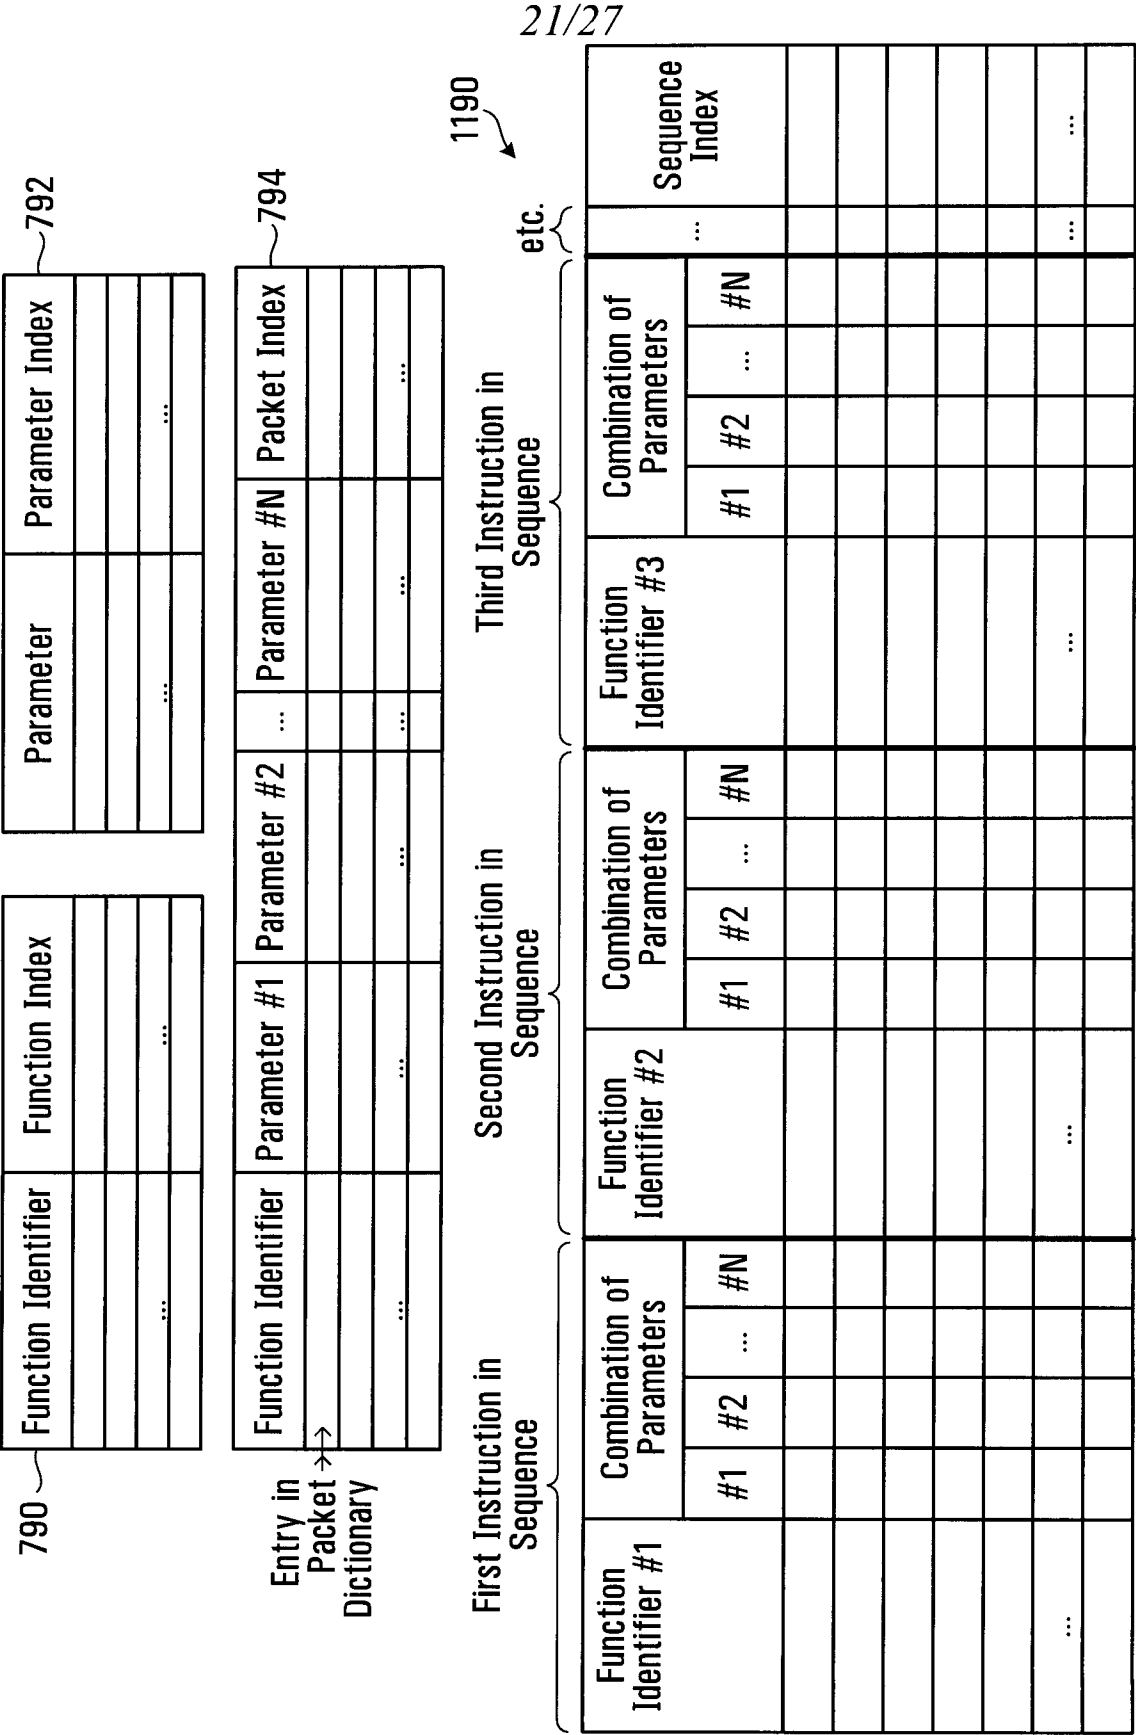 21/27
790
Function Identifier
Function Index
...
...
Parameter
Parameter Index
792
...
...
Entry in
Packet
Dictionary
Function Identifier
Parameter #1
Parameter #2
...
Parameter #N
Packet Index
794
...
...
...
...
...
...
1190
First Instruction in
Sequence
Second Instruction in
Sequence
Third Instruction in
Sequence
etc.
Function
Identifier #1
Combination of
Parameters
#1
#2
...
#N
Function
Identifier #2
Combination of
Parameters
#1
#2
...
#N
Function
Identifier #3
Combination of
Parameters
#1
#2
...
#N
...
Sequence
Index
...
...
...
...
...